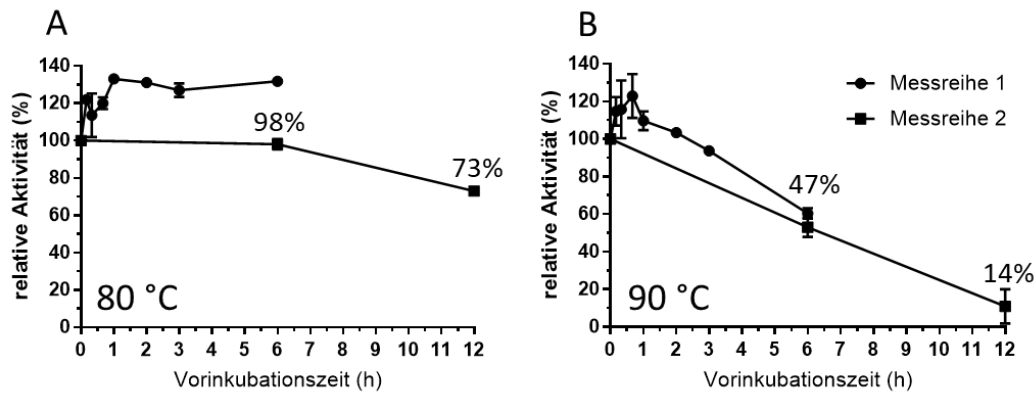 A
relative Aktivität (%)
140
120
100
80
60
40
20
0
98%
73%
80 °C
0 1 2 3 4 5 6 7 8 9 10 11 12
Vorinkubationszeit (h)
B
relative Aktivität (%)
140
120
100
80
60
40
20
0
Messreihe 1
Messreihe 2
47%
14%
90 °C
0 1 2 3 4 5 6 7 8 9 10 11 12
Vorinkubationszeit (h)